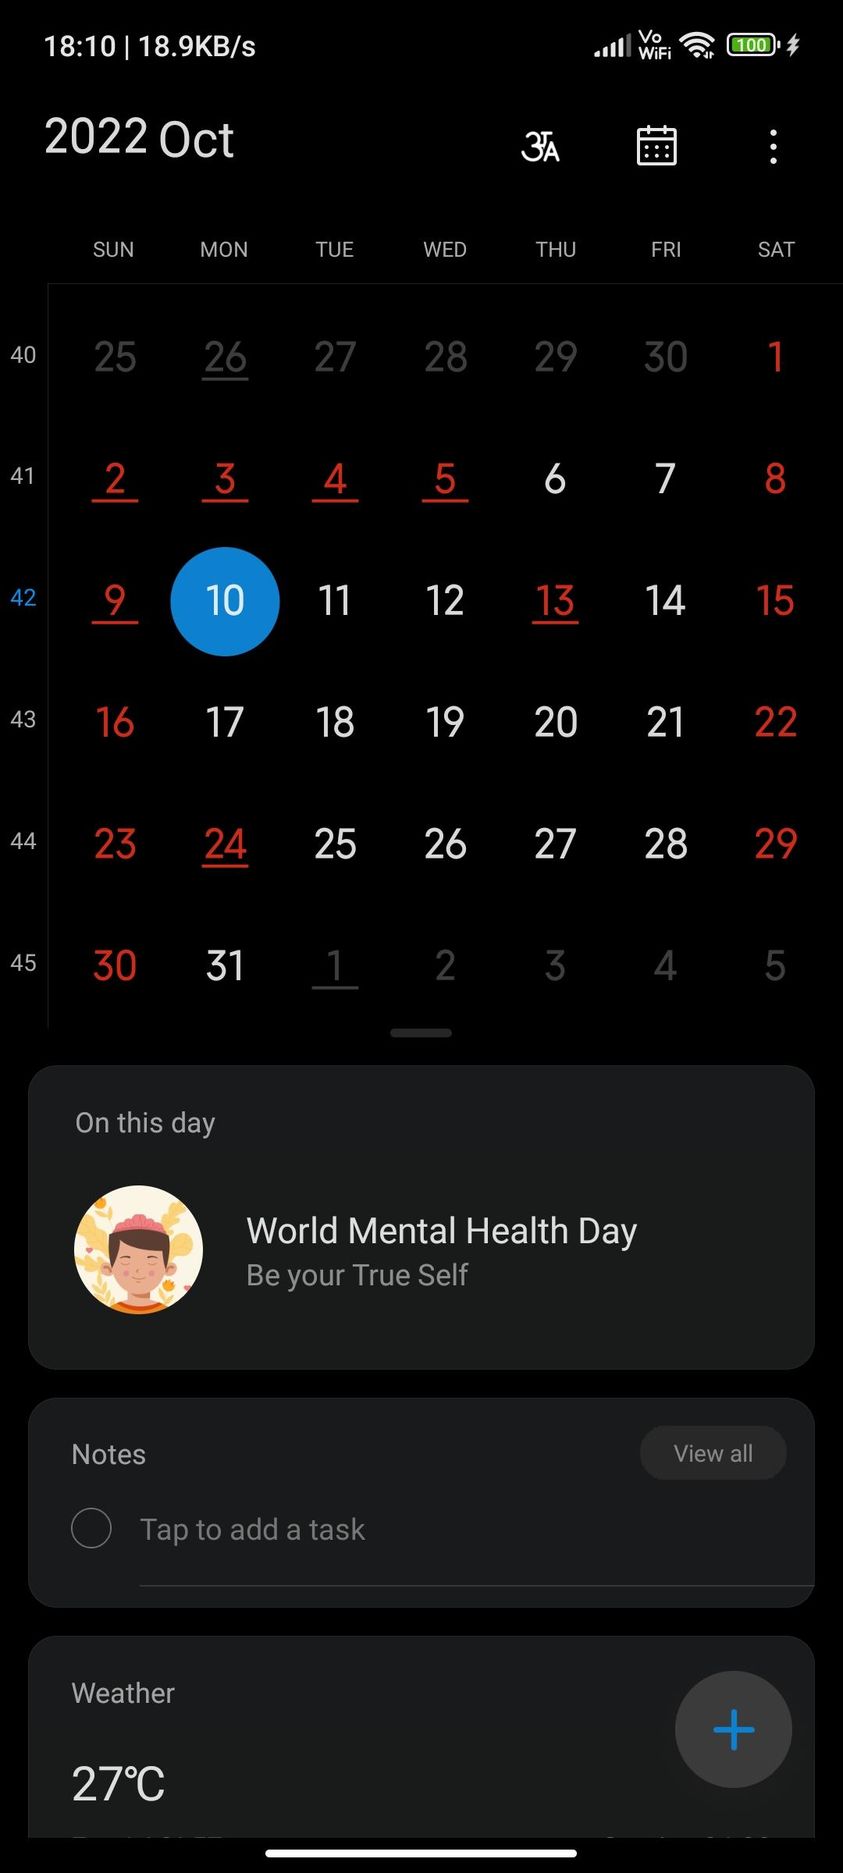 18:10 | 18.9KB/s Vo WiFi 100
2022 Oct अA
SUN MON TUE WED THU FRI SAT
40 25 26 27 28 29 30 1
41 2 3 4 5 6 7 8
42 9 10 11 12 13 14 15
43 16 17 18 19 20 21 22
44 23 24 25 26 27 28 29
45 30 31 1 2 3 4 5
On this day
World Mental Health Day
Be your True Self
Notes View all
Tap to add a task
Weather
27°C